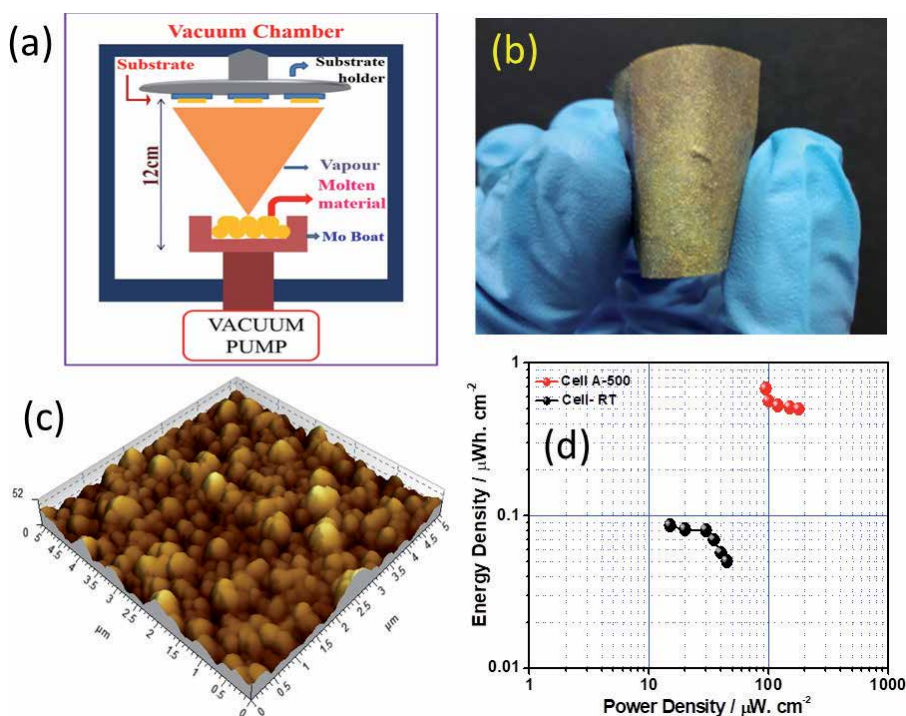 (a)
Vacuum Chamber
Substrate
Substrate
holder
12cm
Vapour
Molten
material
Mo Boat
VACUUM
PUMP
(b)
(c)
52
0
5
4.5
4
3.5
3
2.5
2
1.5
1
0.5
0
µm
0
0.5
1
1.5
2
2.5
3
3.5
4
4.5
5
µm
(d)
Cell A-500
Cell- RT
Energy Density / µWh. cm⁻²
1
0.1
0.01
1
10
100
1000
Power Density / µW. cm⁻²